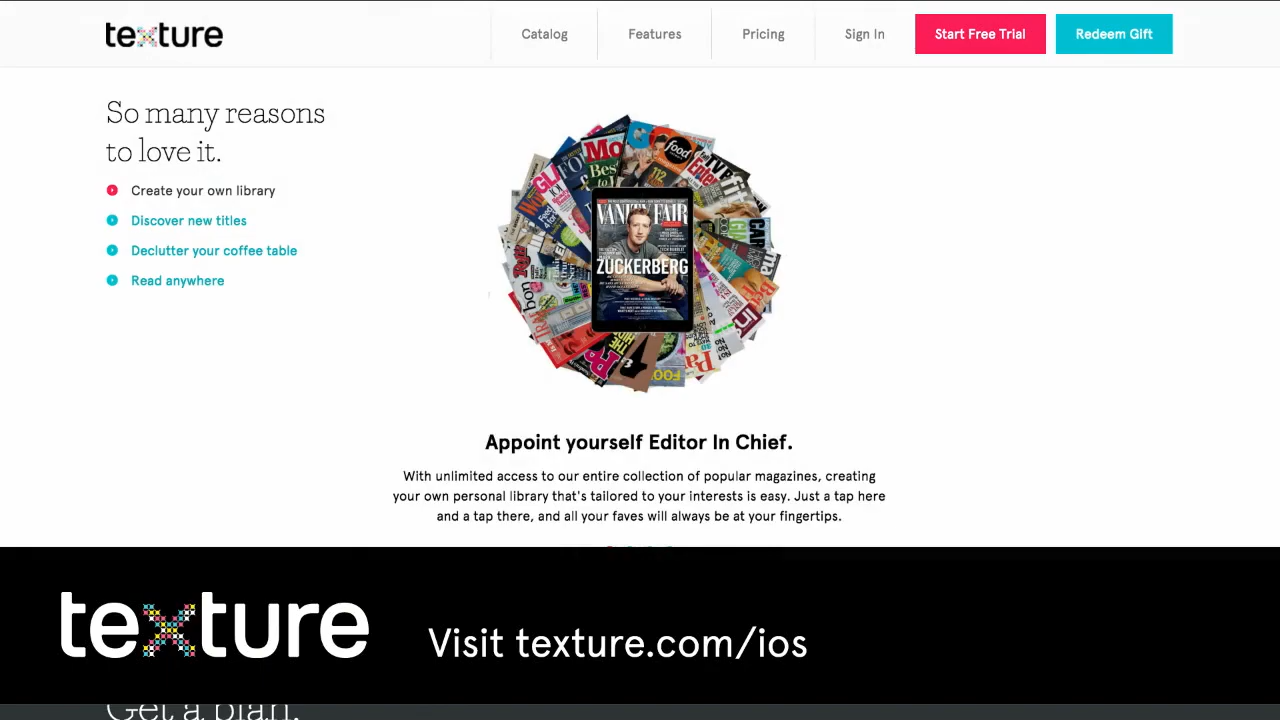 texture
Catalog
Features
Pricing
Sign In
Start Free Trial
Redeem Gift
So many reasons
to love it.
Create your own library
Discover new titles
Declutter your coffee table
Read anywhere
food
VANITY FAIR
ZUCKERBERG
Appoint yourself Editor In Chief.
With unlimited access to our entire collection of popular magazines, creating
your own personal library that's tailored to your interests is easy. Just a tap here
and a tap there, and all your faves will always be at your fingertips.
texture
Visit texture.com/ios
Get a plan.